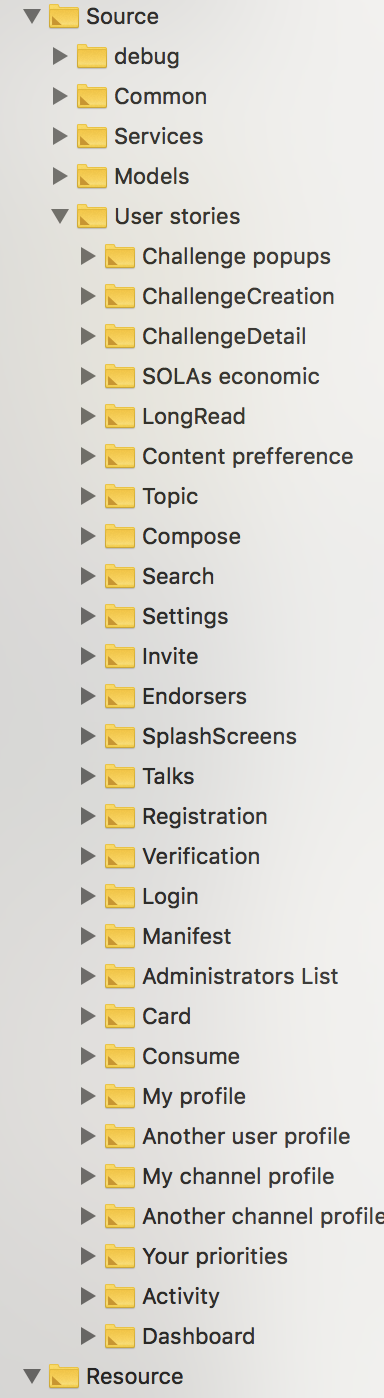 Source
debug
Common
Services
Models
User stories
Challenge popups
ChallengeCreation
ChallengeDetail
SOLAs economic
LongRead
Content prefference
Topic
Compose
Search
Settings
Invite
Endorsers
SplashScreens
Talks
Registration
Verification
Login
Manifest
Administrators List
Card
Consume
My profile
Another user profile
My channel profile
Another channel profile
Your priorities
Activity
Dashboard
Resource